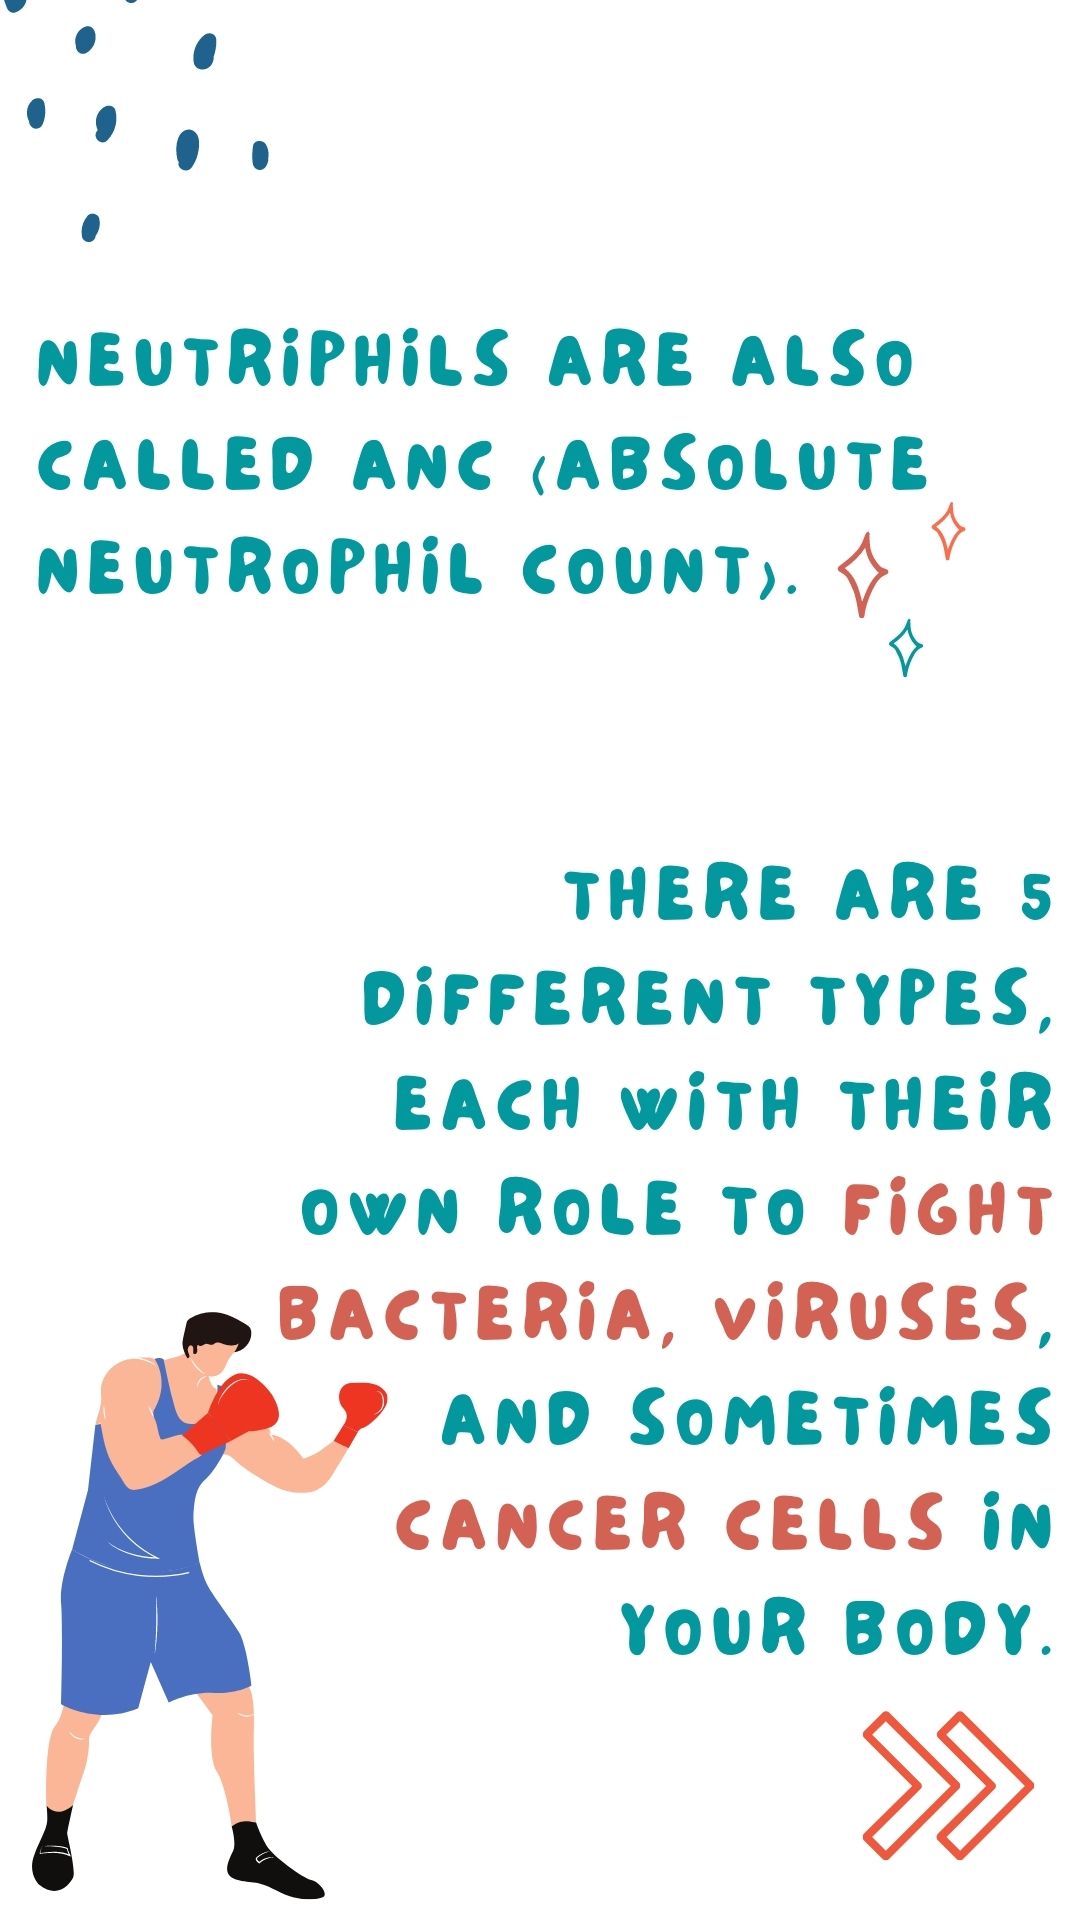 NEUTRIPHILS ARE ALSO
CALLED ANC (ABSOLUTE
NEUTROPHIL COUNT).
THERE ARE 5
DIFFERENT TYPES,
EACH WITH THEIR
OWN ROLE TO FIGHT
BACTERIA, VIRUSES,
AND SOMETIMES
CANCER CELLS IN
YOUR BODY.